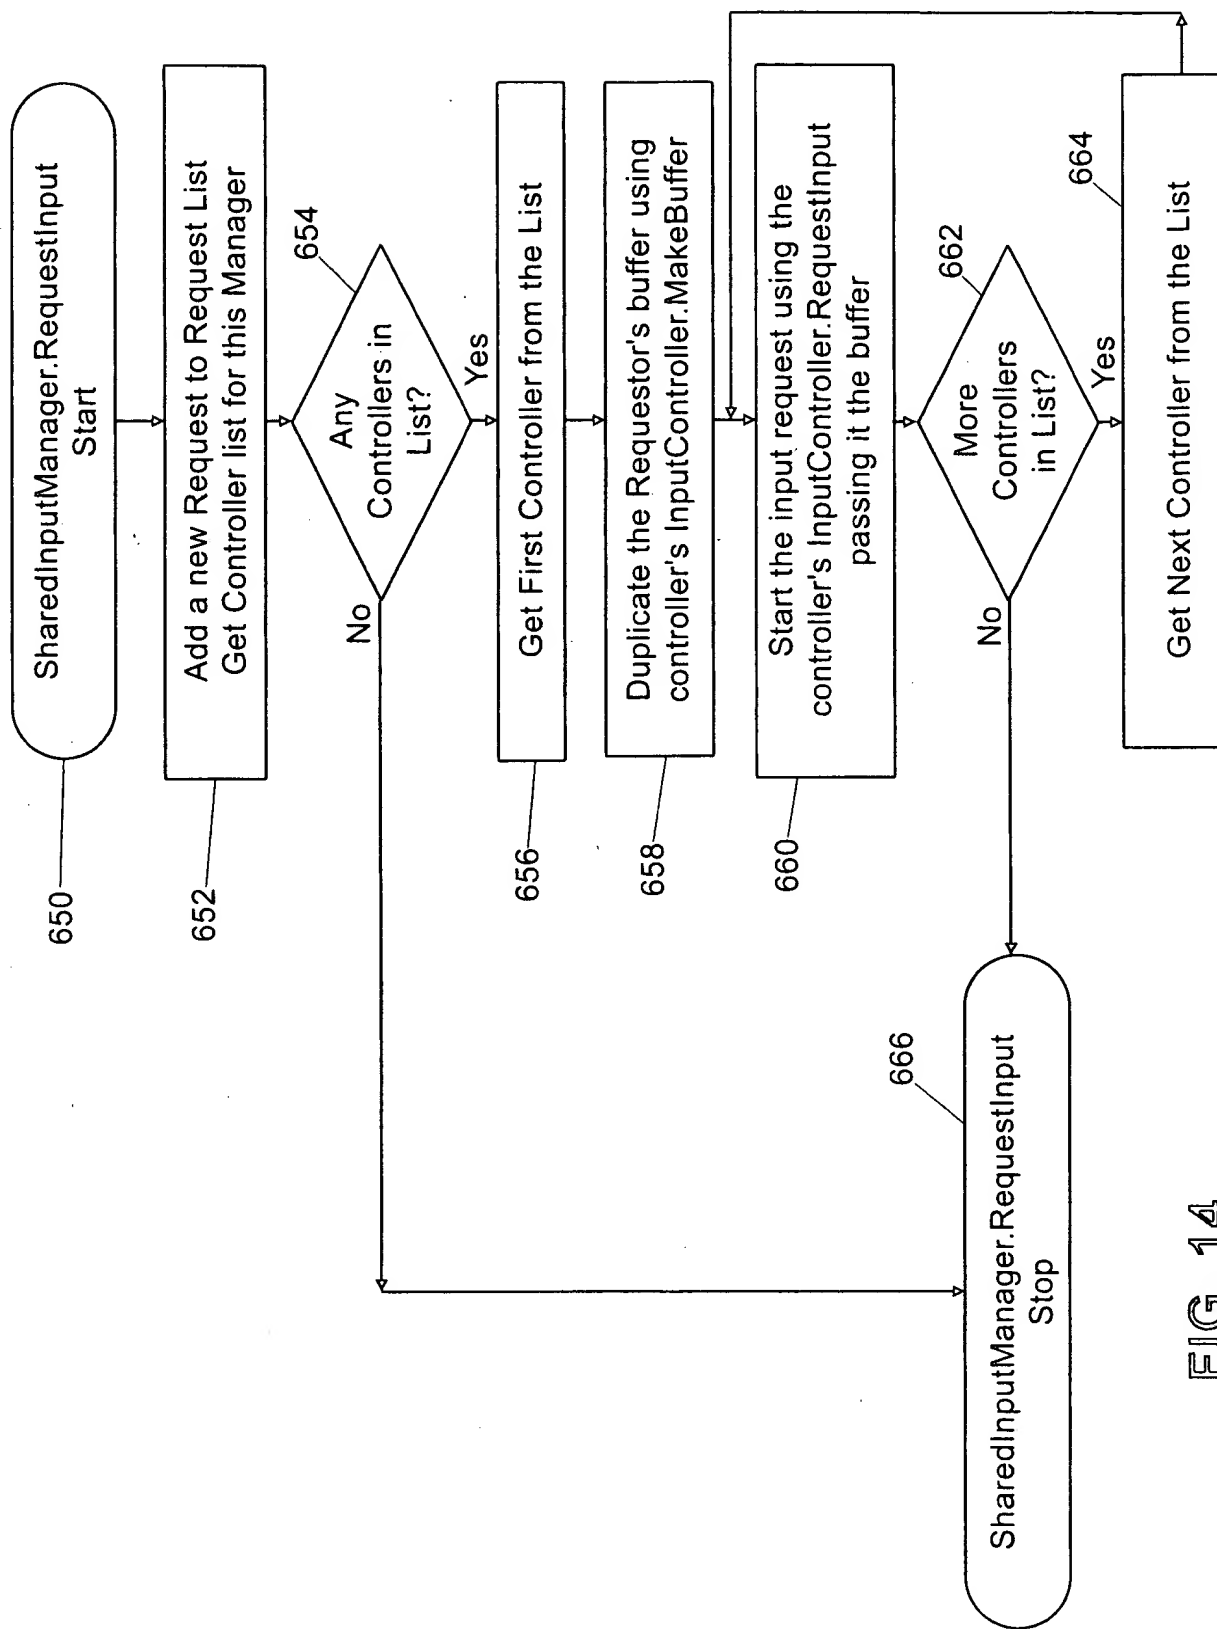 SharedInputManager.RequestInput
Start
650
Add a new Request to Request List
Get Controller list for this Manager
652
Any
Controllers in
List?
654
No
Yes
Get First Controller from the List
656
Duplicate the Requestor's buffer using
controller's InputController.MakeBuffer
658
Start the input request using the
controller's InputController.RequestInput
passing it the buffer
660
More
Controllers
in List?
662
No
Yes
Get Next Controller from the List
664
SharedInputManager.RequestInput
Stop
666
FIG. 14